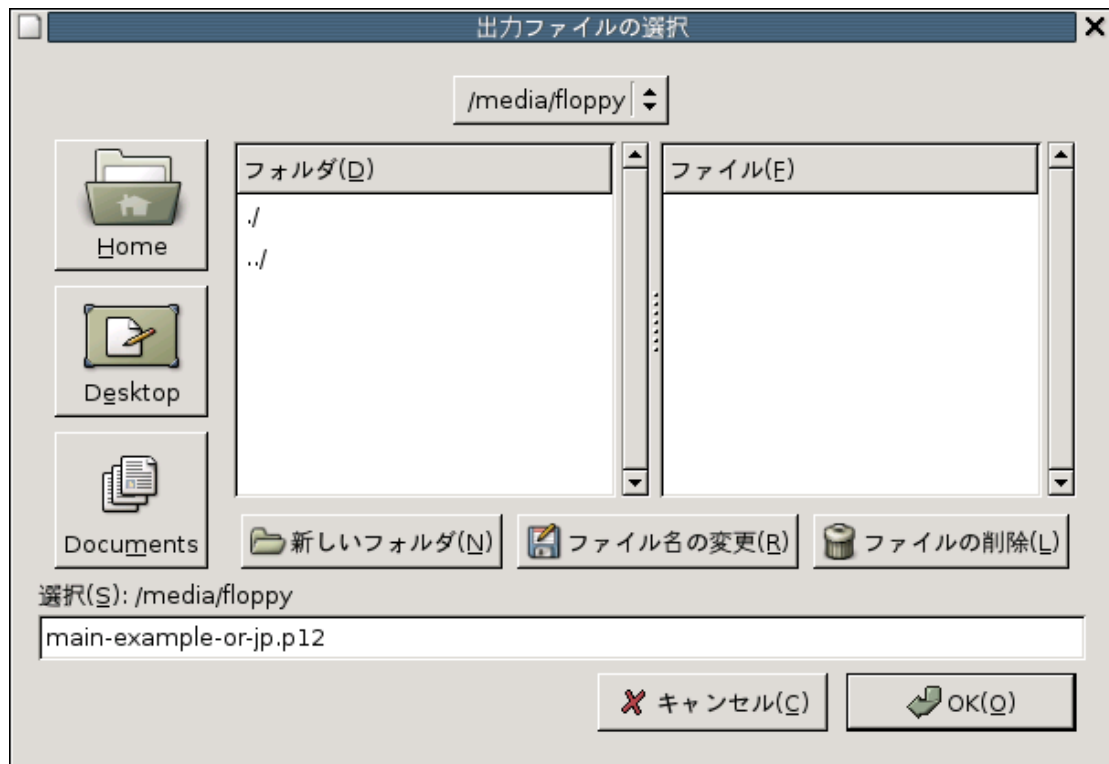 出力ファイルの選択
/media/floppy
Home
Desktop
Documents
フォルダ(D)
./
../
ファイル(F)
新しいフォルダ(N)
ファイル名の変更(R)
ファイルの削除(L)
選択(S): /media/floppy
main-example-or-jp.p12
キャンセル(C)
OK(O)